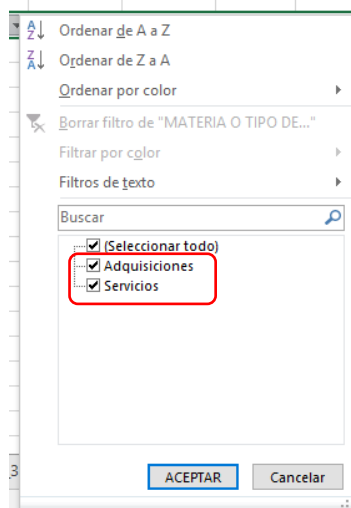 Ordenar de A a Z
Ordenar de Z a A
Ordenar por color
Borrar filtro de "MATERIA O TIPO DE..."
Filtrar por color
Filtros de texto
Buscar
(Seleccionar todo)
Adquisiciones
Servicios
3
ACEPTAR Cancelar